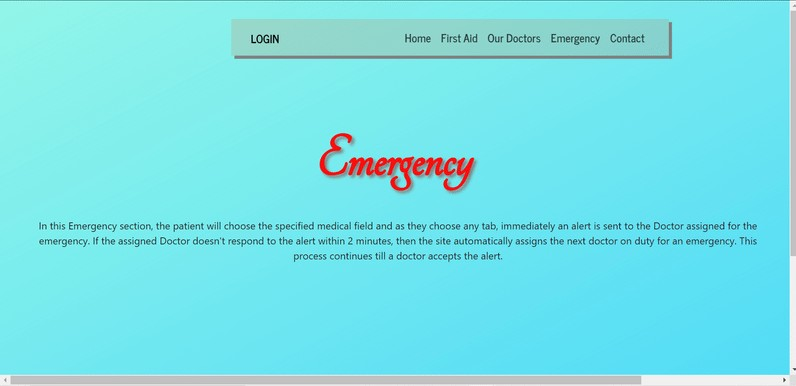 LOGIN Home First Aid Our Doctors Emergency Contact
Emergency
In this Emergency section, the patient will choose the specified medical field and as they choose any tab, immediately an alert is sent to the Doctor assigned for the
emergency. If the assigned Doctor doesn't respond to the alert within 2 minutes, then the site automatically assigns the next doctor on duty for an emergency. This
process continues till a doctor accepts the alert.